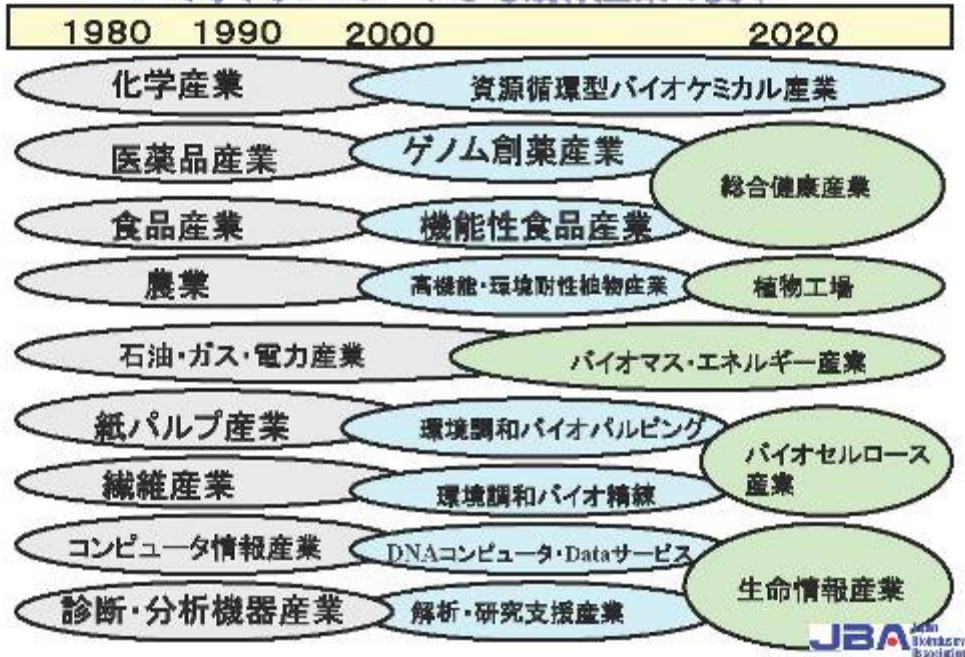 1980 1990 2000 2020
化学産業 資源循環型バイオケミカル産業
医薬品産業 ゲノム創薬産業
総合健康産業
食品産業 機能性食品産業
農業 高機能・環境耐性植物産業 植物工場
石油・ガス・電力産業 バイオマス・エネルギー産業
紙パルプ産業 環境調和バイオパルピング
バイオセルロース
産業
繊維産業 環境調和バイオ精練
コンピュータ情報産業 DNAコンピュータ・Dataサービス
生命情報産業
診断・分析機器産業 解析・研究支援産業
JBA Japan
Bioindustry
Association